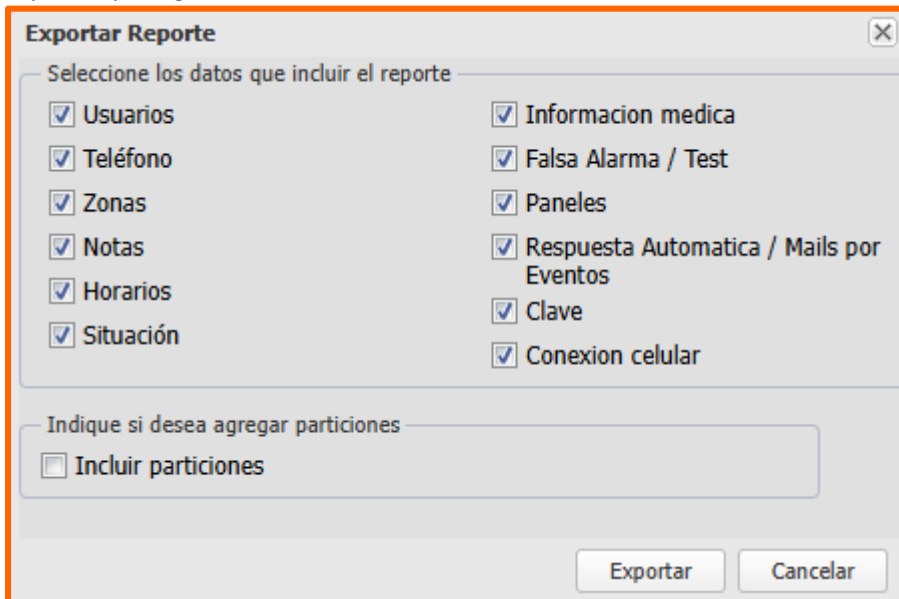 Exportar Reporte
Seleccione los datos que incluir el reporte
Usuarios
Teléfono
Zonas
Notas
Horarios
Situación
Informacion medica
Falsa Alarma / Test
Paneles
Respuesta Automatica / Mails por
Eventos
Clave
Conexion celular
Indique si desea agregar particiones
Incluir particiones
Exportar
Cancelar